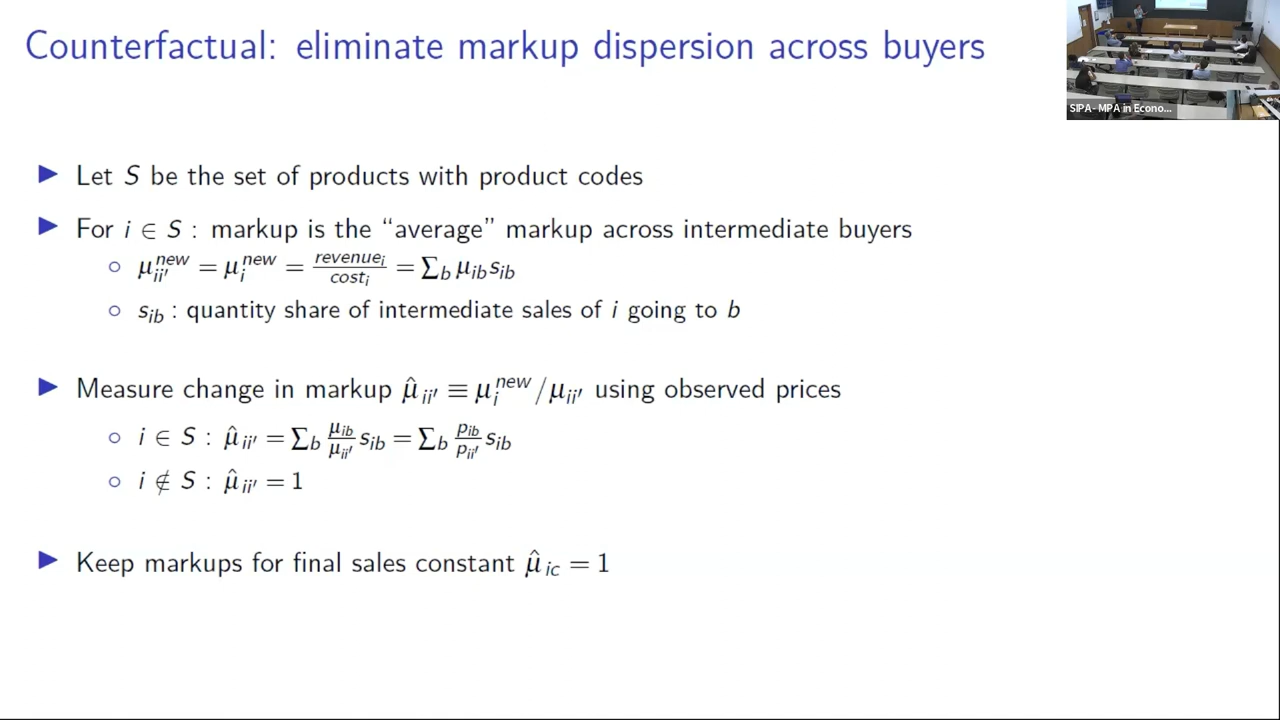 Counterfactual: eliminate markup dispersion across buyers
SIPA - MPA in Econo...
▶ Let S be the set of products with product codes
▶ For i ∈ S : markup is the “average” markup across intermediate buyers
○ μ_{ii'}^{new} = μ_i^{new} = revenue_i / cost_i = ∑_b μ_{ib} s_{ib}
○ s_{ib} : quantity share of intermediate sales of i going to b
▶ Measure change in markup μ̂_{ii'} ≡ μ_i^{new}/μ_{ii'} using observed prices
○ i ∈ S : μ̂_{ii'} = ∑_b μ_{ib}/μ_{ii'} s_{ib} = ∑_b p_{ib}/p_{ii'} s_{ib}
○ i ∉ S : μ̂_{ii'} = 1
▶ Keep markups for final sales constant μ̂_{ic} = 1